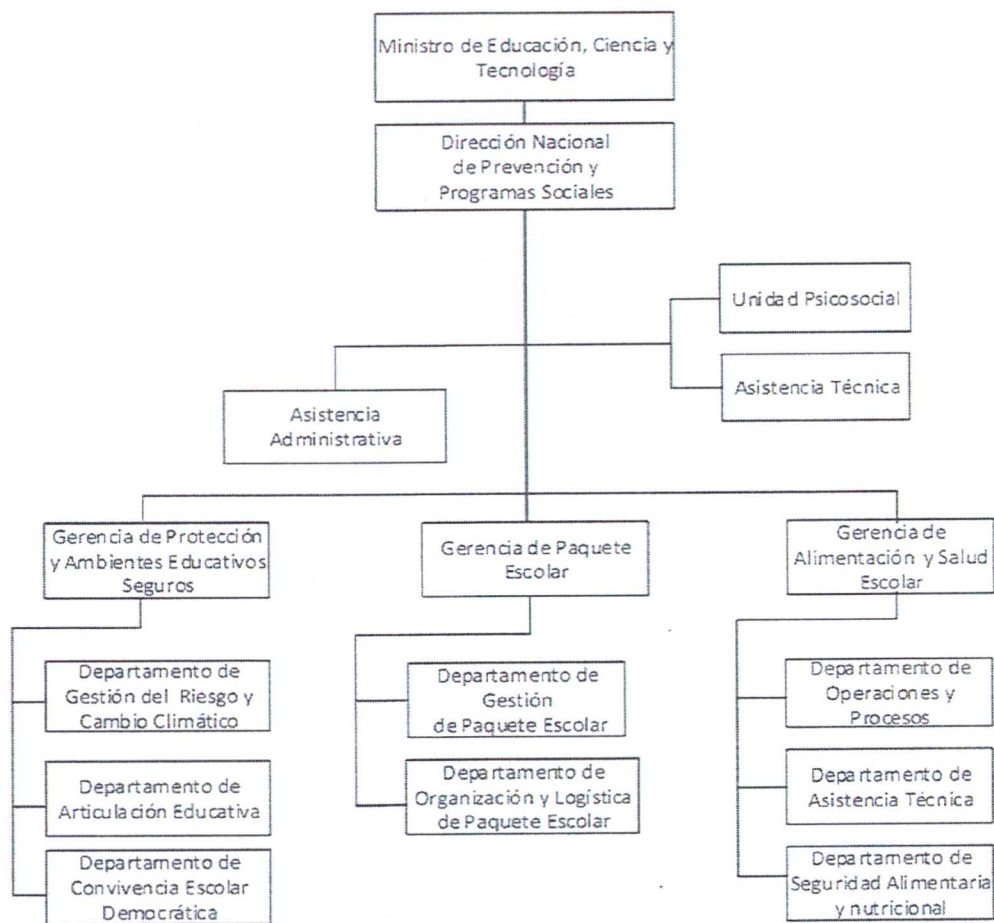 Ministro de Educación, Ciencia y
Tecnología
Dirección Nacional
de Prevención y
Programas Sociales
Unidad Psicosocial
Asistencia Técnica
Asistencia
Administrativa
Gerencia de Protección
y Ambientes Educativos
Seguros
Departamento de
Gestión del Riesgo y
Cambio Climático
Departamento de
Articulación Educativa
Departamento de
Convivencia Escolar
Democrática
Gerencia de Paquete
Escolar
Departamento de
Gestión
de Paquete Escolar
Departamento de
Organización y Logística
de Paquete Escolar
Gerencia de
Alimentación y Salud
Escolar
Departamento de
Operaciones y
Procesos
Departamento de
Asistencia Técnica
Departamento de
Seguridad Alimentaria
y nutricional